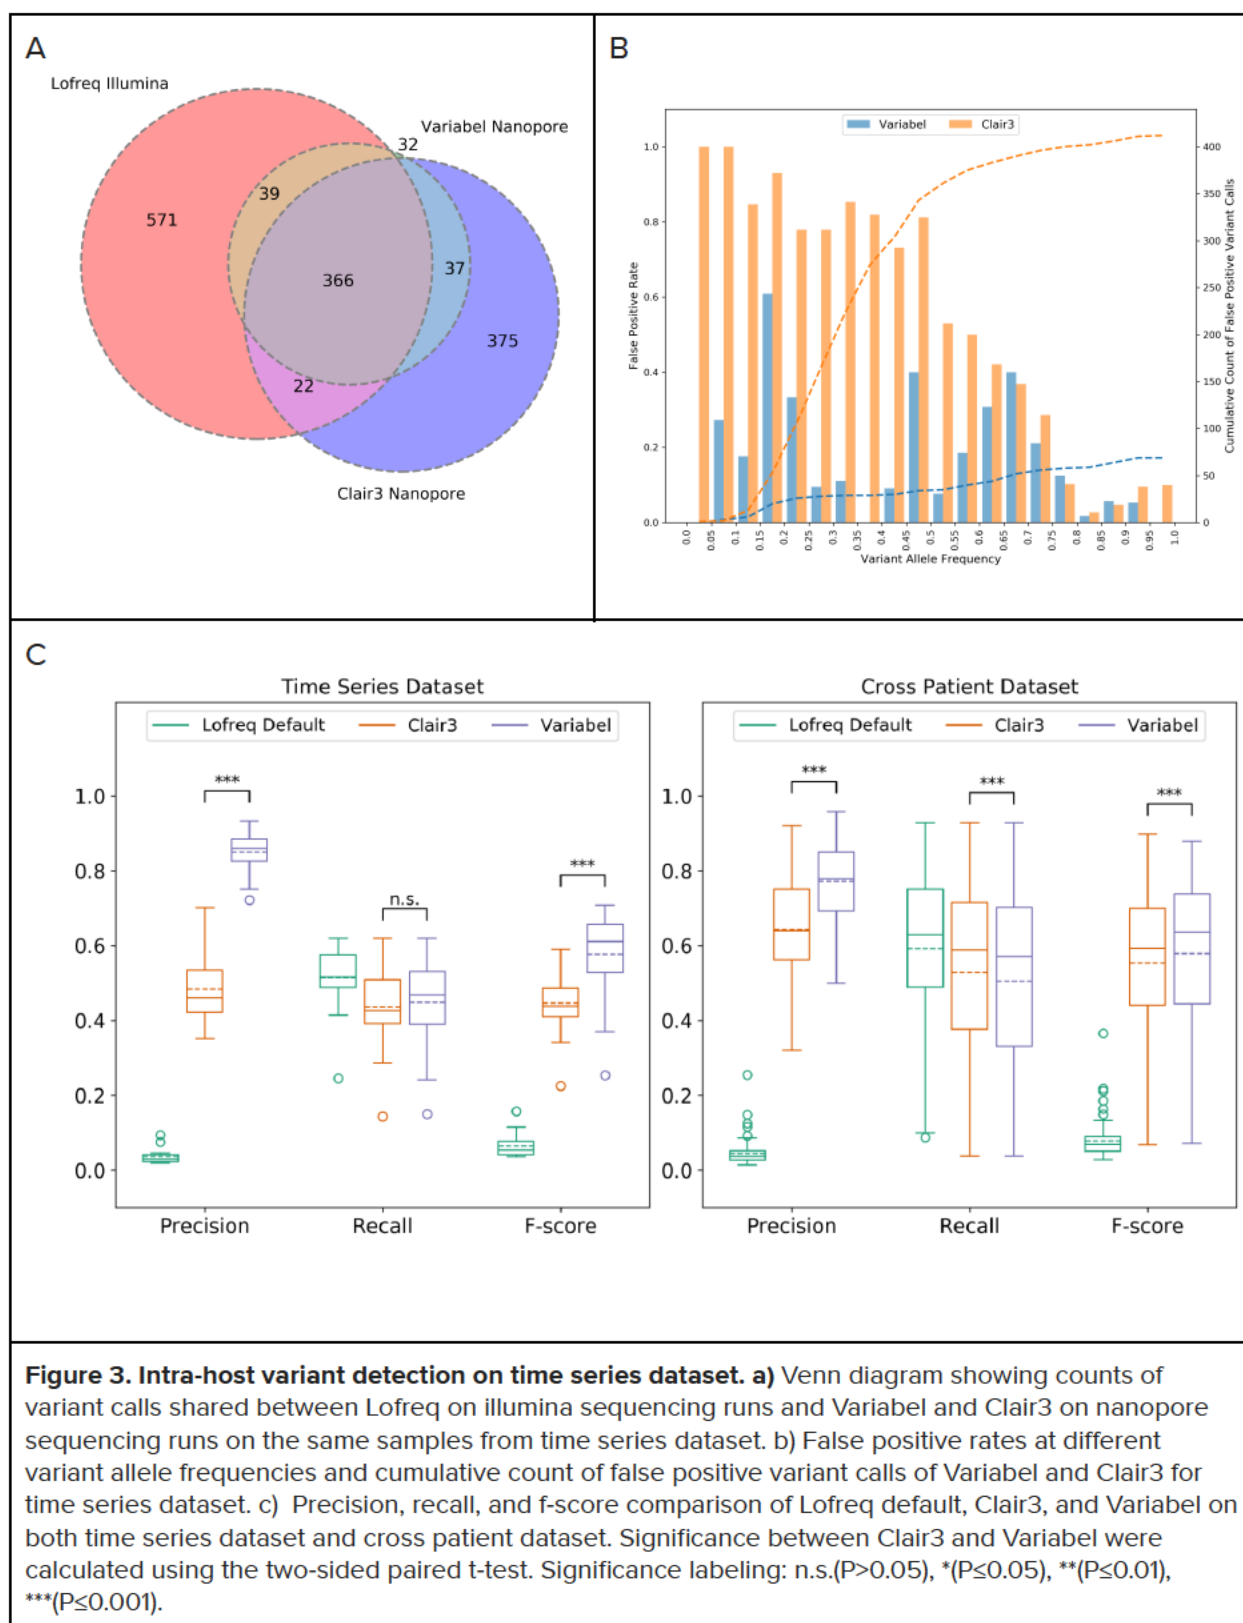 A
Lofreq Illumina
Variabel Nanopore
32
39
571
366
37
375
22
Clair3 Nanopore
B
Variabel Clair3
1.0
0.8
0.6
0.4
0.2
0.0
False Positive Rate
400
350
300
250
200
150
100
50
0
Cumulative Count of False Positive Variant Calls
0.0 0.05 0.1 0.15 0.2 0.25 0.3 0.35 0.4 0.45 0.5 0.55 0.6 0.65 0.7 0.75 0.8 0.85 0.9 0.95 1.0
Variant Allele Frequency
C
Time Series Dataset
Lofreq Default Clair3 Variabel
***
n.s.
***
1.0
0.8
0.6
0.4
0.2
0.0
Precision Recall F-score
Cross Patient Dataset
Lofreq Default Clair3 Variabel
***
***
***
1.0
0.8
0.6
0.4
0.2
0.0
Precision Recall F-score
Figure 3. Intra-host variant detection on time series dataset. a) Venn diagram showing counts of
variant calls shared between Lofreq on illumina sequencing runs and Variabel and Clair3 on nanopore
sequencing runs on the same samples from time series dataset. b) False positive rates at different
variant allele frequencies and cumulative count of false positive variant calls of Variabel and Clair3 for
time series dataset. c) Precision, recall, and f-score comparison of Lofreq default, Clair3, and Variabel on
both time series dataset and cross patient dataset. Significance between Clair3 and Variabel were
calculated using the two-sided paired t-test. Significance labeling: n.s.(P>0.05), *(P≤0.05), **(P≤0.01),
***(P≤0.001).